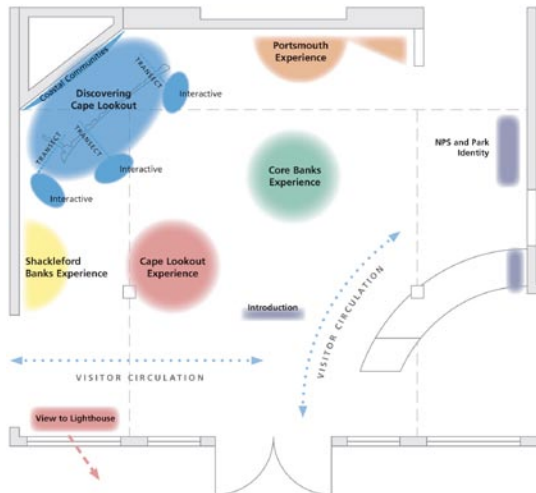 Portsmouth
Experience
Coastal Communities
Discovering
Cape Lookout
TRANSECT
Interactive
TRANSECT
TRANSECT
Interactive
Interactive
NPS and Park
Identity
Core Banks
Experience
Shackleford
Banks Experience
Cape Lookout
Experience
Introduction
VISITOR CIRCULATION
VISITOR CIRCULATION
View to Lighthouse